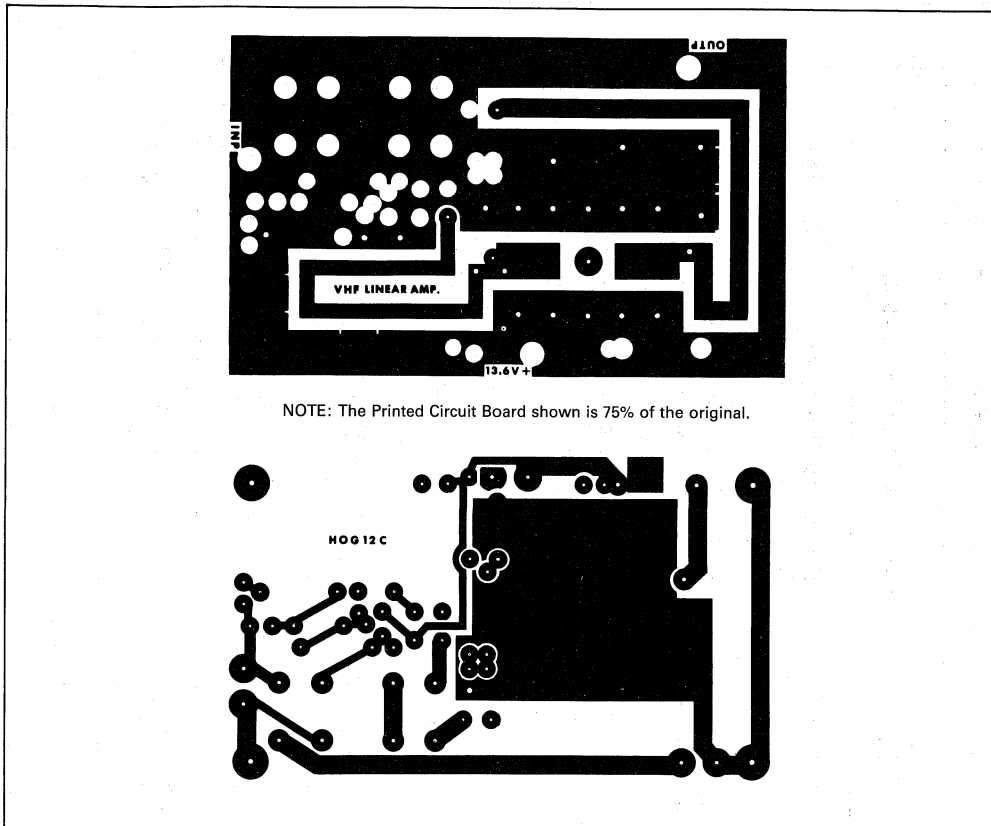 OUTP
INP
VHF LINEAR AMP.
13.6V+
NOTE: The Printed Circuit Board shown is 75% of the original.
HOG12C